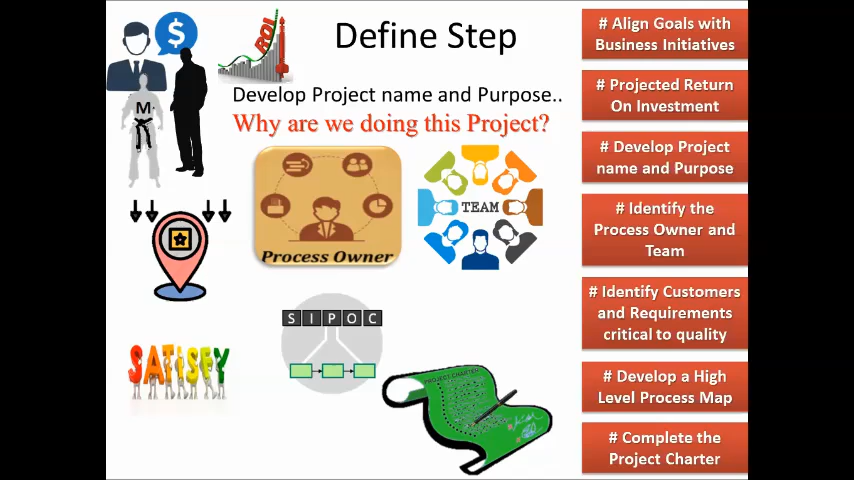 Define Step
$
ROI
M
Develop Project name and Purpose..
Why are we doing this Project?
Process Owner
TEAM
S I P O C
SATISFY
PROJECT CHARTER
# Align Goals with
Business Initiatives
# Projected Return
On Investment
# Develop Project
name and Purpose
# Identify the
Process Owner and
Team
# Identify Customers
and Requirements
critical to quality
# Develop a High
Level Process Map
# Complete the
Project Charter